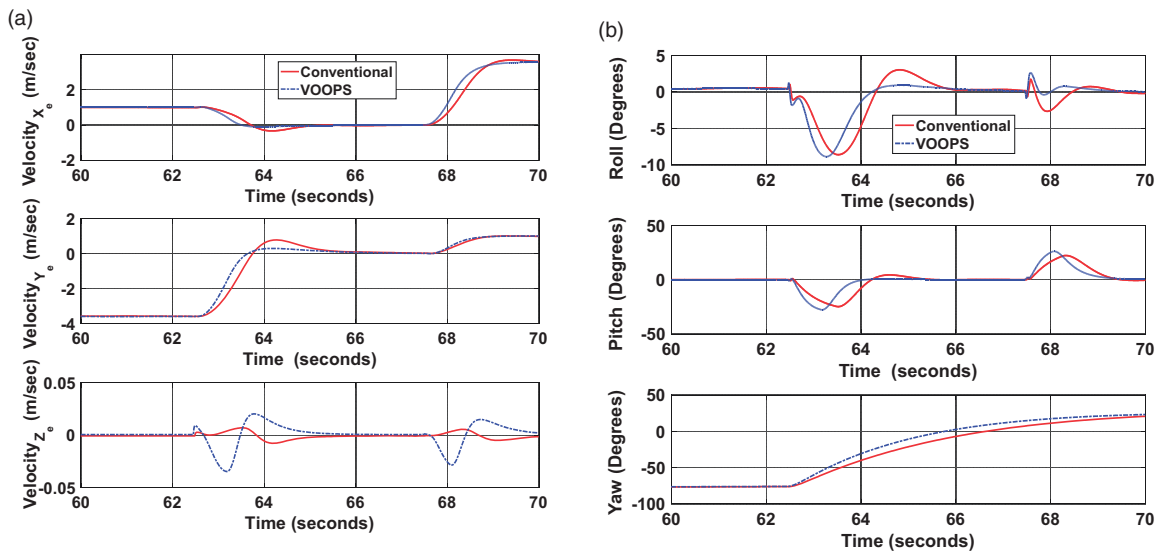 (a)
Velocity X_e (m/sec)
2
0
-2
60 62 64 66 68 70
Time (seconds)
Conventional
VOOPS
Velocity Y_e (m/sec)
2
0
-2
-4
60 62 64 66 68 70
Time (seconds)
Velocity Z_e (m/sec)
0.05
0
-0.05
60 62 64 66 68 70
Time (seconds)
(b)
Roll (Degrees)
5
0
-5
-10
60 62 64 66 68 70
Time (seconds)
Conventional
VOOPS
Pitch (Degrees)
50
0
-50
60 62 64 66 68 70
Time (seconds)
Yaw (Degrees)
50
0
-50
-100
60 62 64 66 68 70
Time (seconds)